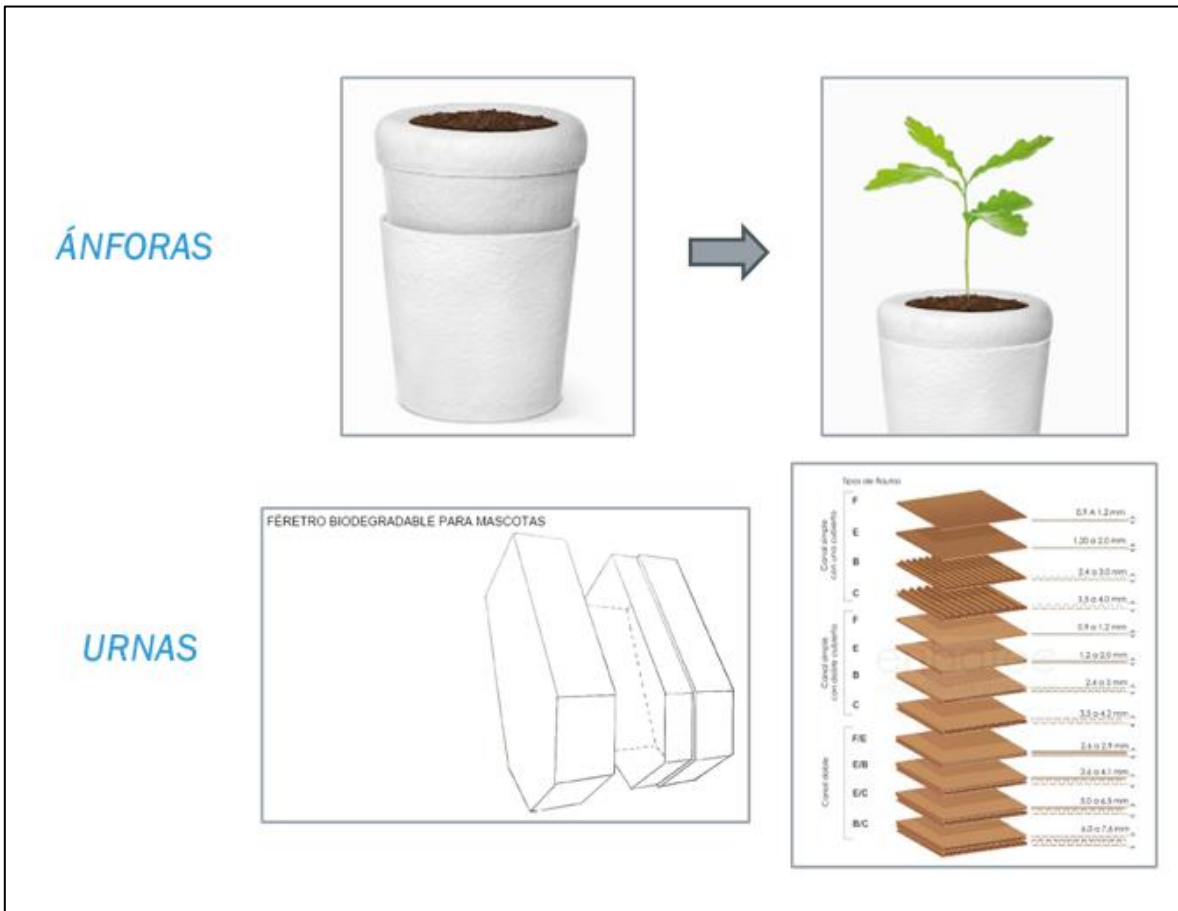 ÁNFORAS
URNAS
FÉRETRO BIODEGRADABLE PARA MASCOTAS
Tipos de flauta
Canal simple
con una cubierta
F
0.9 A 1.2 mm
E
1.20 a 2.0 mm
B
2.4 a 3.0 mm
C
3.5 a 4.0 mm
Canal simple
con doble cubierta
F
0.9 a 1.2 mm
E
1.2 a 2.0 mm
B
2.4 a 3 mm
C
3.5 a 4.2 mm
Canal doble
F/E
2.6 a 2.9 mm
E/B
3.6 a 4.1 mm
E/C
5.0 a 6.5 mm
B/C
6.0 a 7.6 mm